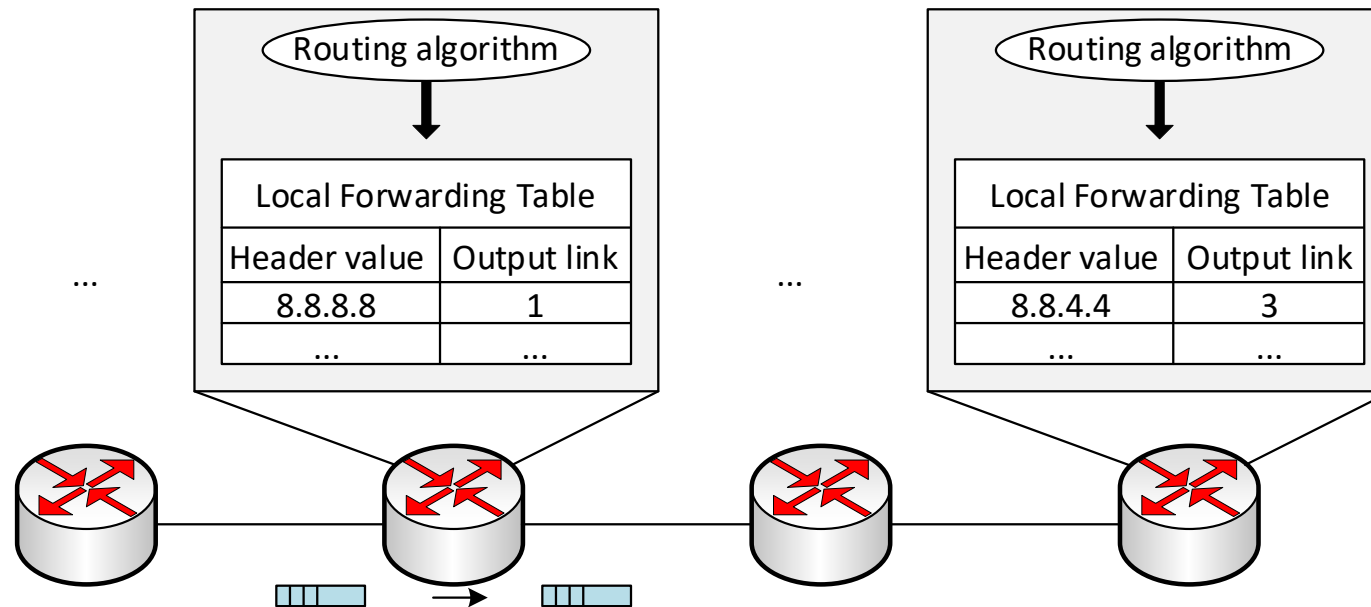 Routing algorithm
Local Forwarding Table
Header value Output link
8.8.8.8 1
... ...
...
Routing algorithm
Local Forwarding Table
Header value Output link
8.8.4.4 3
... ...
...